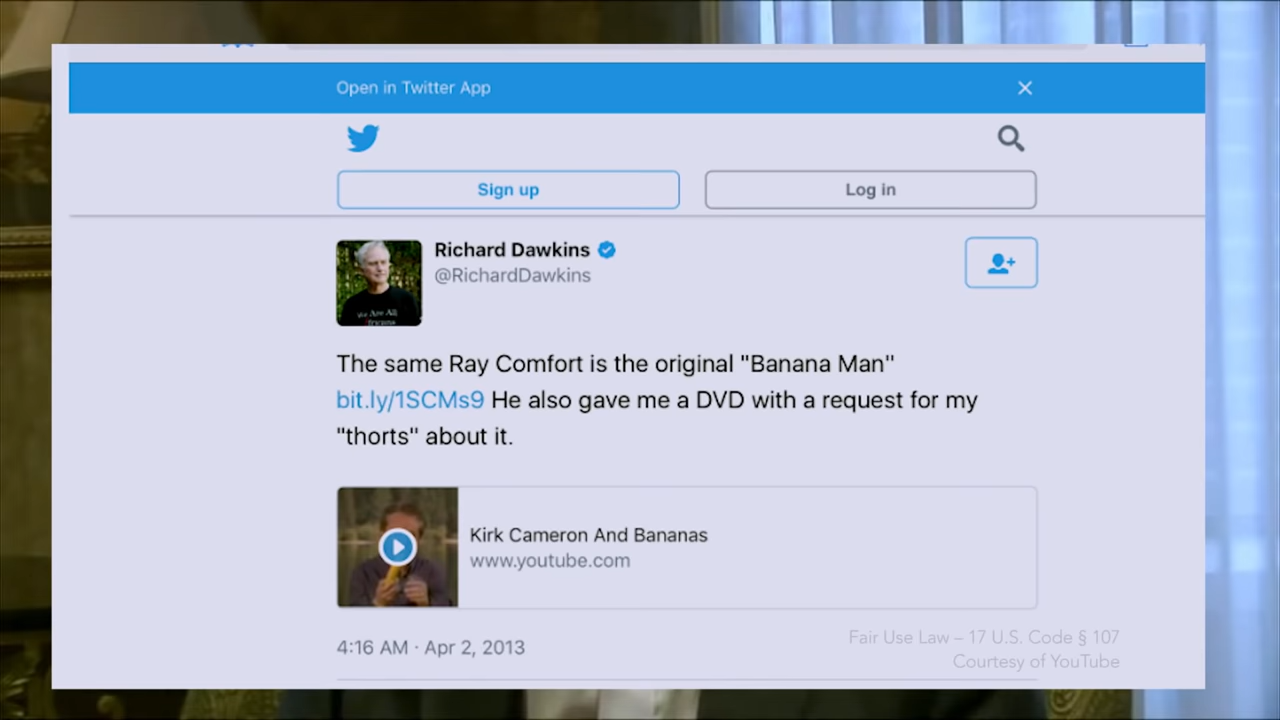 Open in Twitter App
Sign up
Log in
Richard Dawkins
@RichardDawkins
We Are All
The same Ray Comfort is the original "Banana Man"
bit.ly/1SCMs9 He also gave me a DVD with a request for my
"thorts" about it.
Kirk Cameron And Bananas
www.youtube.com
4:16 AM · Apr 2, 2013
Fair Use Law – 17 U.S. Code § 107
Courtesy of YouTube